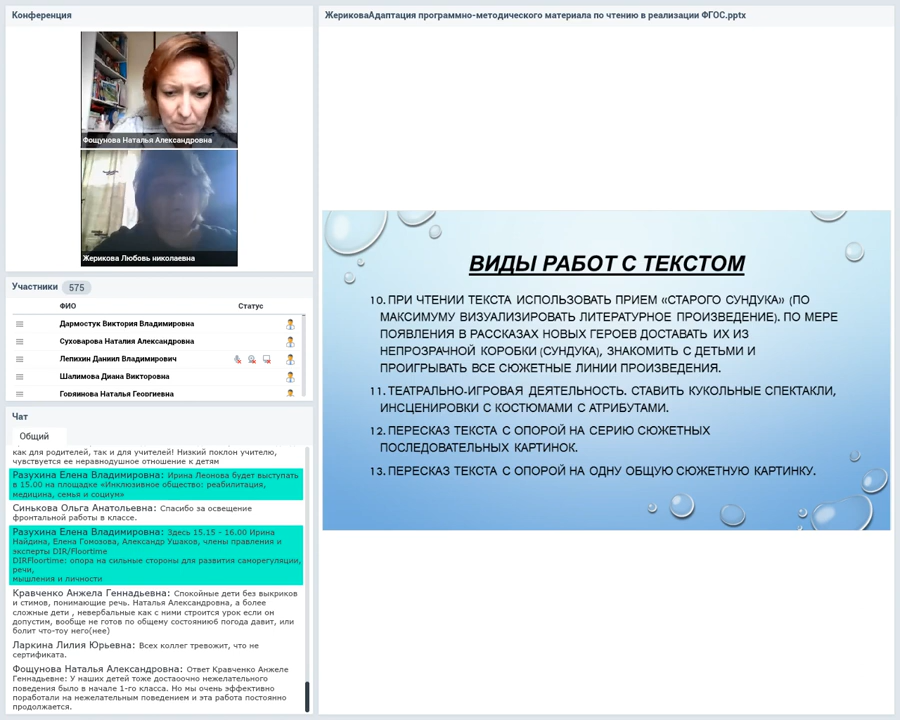 Конференция
Фощунова Наталья Александровна
Жерикова Любовь николаевна
Участники 575
ФИО Статус
Дармостук Виктория Владимировна
Суховарова Наталия Александровна
Лепихин Даниил Владимирович
Шалимова Диана Викторовна
Горяинова Наталья Георгиевна
Чат
Общий
как для родителей, так и для учителей! Низкий поклон учителю,
чувствуется ее неравнодушное отношение к детям
Разухина Елена Владимировна: Ирина Леонова будет выступать
в 15.00 на площадке «Инклюзивное общество: реабилитация,
медицина, семья и социум»
Синькова Ольга Анатольевна: Спасибо за освещение
фронтальной работы в классе.
Разухина Елена Владимировна: Здесь 15.15 - 16.00 Ирина
Найдина, Елена Гомозова, Александр Ушаков, члены правления и
эксперты DIR/Floortime
DIRFloortime: опора на сильные стороны для развития саморегуляции,
речи,
мышления и личности
Кравченко Анжела Геннадьевна: Спокойные дети без выкриков
и стимов, понимающие речь. Наталья Александровна, а более
сложные дети , невербальные как с ними строится урок если он
допустим, вообще не готов по общему состояниюб погода давит, или
болит что-тоу него(нее)
Ларкина Лилия Юрьевна: Всех коллег тревожит, что не
сертификата.
Фощунова Наталья Александровна: Ответ Кравченко Анжеле
Геннадьевне: У наших детей тоже достаоочно нежелательного
поведения было в начале 1-го класса. Но мы очень эффективно
поработали на нежелательным поведением и эта работа постоянно
продолжается.
ЖериковаАдаптация программно-методического материала по чтению в реализации ФГОС.pptx
ВИДЫ РАБОТ С ТЕКСТОМ
10. ПРИ ЧТЕНИИ ТЕКСТА ИСПОЛЬЗОВАТЬ ПРИЕМ «СТАРОГО СУНДУКА» (ПО
МАКСИМУМУ ВИЗУАЛИЗИРОВАТЬ ЛИТЕРАТУРНОЕ ПРОИЗВЕДЕНИЕ). ПО МЕРЕ
ПОЯВЛЕНИЯ В РАССКАЗАХ НОВЫХ ГЕРОЕВ ДОСТАВАТЬ ИХ ИЗ
НЕПРОЗРАЧНОЙ КОРОБКИ (СУНДУКА), ЗНАКОМИТЬ С ДЕТЬМИ И
ПРОИГРЫВАТЬ ВСЕ СЮЖЕТНЫЕ ЛИНИИ ПРОИЗВЕДЕНИЯ.
11. ТЕАТРАЛЬНО-ИГРОВАЯ ДЕЯТЕЛЬНОСТЬ. СТАВИТЬ КУКОЛЬНЫЕ СПЕКТАКЛИ,
ИНСЦЕНИРОВКИ С КОСТЮМАМИ С АТРИБУТАМИ.
12. ПЕРЕСКАЗ ТЕКСТА С ОПОРОЙ НА СЕРИЮ СЮЖЕТНЫХ
ПОСЛЕДОВАТЕЛЬНЫХ КАРТИНОК.
13. ПЕРЕСКАЗ ТЕКСТА С ОПОРОЙ НА ОДНУ ОБЩУЮ СЮЖЕТНУЮ КАРТИНКУ.